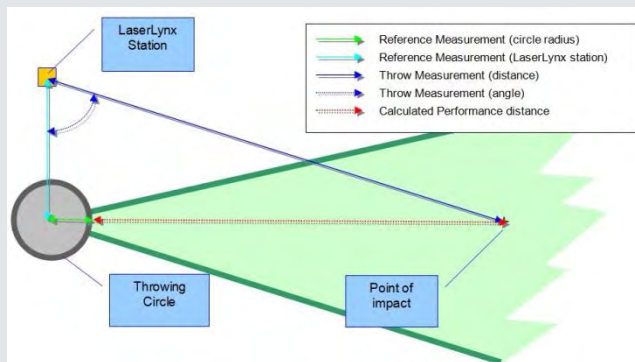 LaserLynx
Station
Reference Measurement (circle radius)
Reference Measurement (LaserLynx station)
Throw Measurement (distance)
Throw Measurement (angle)
Calculated Performance distance
Throwing
Circle
Point of
impact